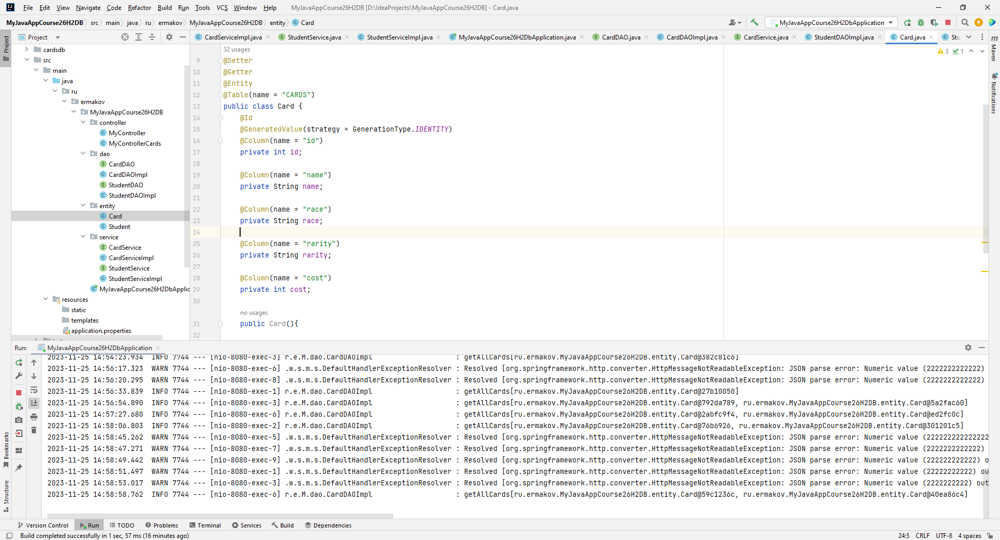 File Edit View Navigate Code Refactor Build Run Tools VCS Window Help MyJavaAppCourse26H2DB [D:\IdeaProjects\MyJavaAppCourse26H2DB] - Card.java
MyJavaAppCourse26H2DB src main java ru ermakov MyJavaAppCourse26H2DB entity Card MyJavaAppCourse26H2DbApplication
Project
CardServiceImpl.java StudentService.java StudentServiceImpl.java MyJavaAppCourse26H2DbApplication.java CardDAO.java CardDAOImpl.java CardService.java StudentDAOImpl.java Card.java Stu
Project
Maven
Notifications
Bookmarks
Structure
cardsdb
src
main
java
ru
ermakov
MyJavaAppCourse26H2DB
controller
MyController
MyControllerCards
dao
CardDAO
CardDAOImpl
StudentDAO
StudentDAOImpl
entity
Card
Student
service
CardService
CardServiceImpl
StudentService
StudentServiceImpl
MyJavaAppCourse26H2DbApplic
resources
static
templates
application.properties
32 usages
3 1
9 @Setter
10 @Getter
11 @Entity
12 @Table(name = "CARDS")
13 public class Card {
14 @Id
15 @GeneratedValue(strategy = GenerationType.IDENTITY)
16 @Column(name = "id")
17 private int id;
18
19 @Column(name = "name")
20 private String name;
21
22 @Column(name = "race")
23 private String race;
24
25 @Column(name = "rarity")
26 private String rarity;
27
28 @Column(name = "cost")
29 private int cost;
30
no usages
31 public Card(){
32
Run: MyJavaAppCourse26H2DbApplication
2023-11-25 14:54:23.934 INFO 7744 --- [nio-8080-exec-3] r.e.M.dao.CardDAOImpl : getAllCards[ru.ermakov.MyJavaAppCourse26H2DB.entity.Card@382c81c6]
2023-11-25 14:56:17.323 WARN 7744 --- [nio-8080-exec-6] .w.s.m.s.DefaultHandlerExceptionResolver : Resolved [org.springframework.http.converter.HttpMessageNotReadableException: JSON parse error: Numeric value (2222222222222)
2023-11-25 14:56:20.295 WARN 7744 --- [nio-8080-exec-8] .w.s.m.s.DefaultHandlerExceptionResolver : Resolved [org.springframework.http.converter.HttpMessageNotReadableException: JSON parse error: Numeric value (2222222222222)
2023-11-25 14:56:33.839 INFO 7744 --- [nio-8080-exec-1] r.e.M.dao.CardDAOImpl : getAllCards[ru.ermakov.MyJavaAppCourse26H2DB.entity.Card@27b10050]
2023-11-25 14:56:54.890 INFO 7744 --- [nio-8080-exec-3] r.e.M.dao.CardDAOImpl : getAllCards[ru.ermakov.MyJavaAppCourse26H2DB.entity.Card@792da789, ru.ermakov.MyJavaAppCourse26H2DB.entity.Card@5a2fac60]
2023-11-25 14:57:27.680 INFO 7744 --- [nio-8080-exec-6] r.e.M.dao.CardDAOImpl : getAllCards[ru.ermakov.MyJavaAppCourse26H2DB.entity.Card@2abfc9f4, ru.ermakov.MyJavaAppCourse26H2DB.entity.Card@ed2fc0c]
2023-11-25 14:58:06.803 INFO 7744 --- [nio-8080-exec-2] r.e.M.dao.CardDAOImpl : getAllCards[ru.ermakov.MyJavaAppCourse26H2DB.entity.Card@76b6926, ru.ermakov.MyJavaAppCourse26H2DB.entity.Card@301201c5]
2023-11-25 14:58:45.262 WARN 7744 --- [nio-8080-exec-5] .w.s.m.s.DefaultHandlerExceptionResolver : Resolved [org.springframework.http.converter.HttpMessageNotReadableException: JSON parse error: Numeric value (222222222222222
2023-11-25 14:58:47.271 WARN 7744 --- [nio-8080-exec-7] .w.s.m.s.DefaultHandlerExceptionResolver : Resolved [org.springframework.http.converter.HttpMessageNotReadableException: JSON parse error: Numeric value (2222222222222)
2023-11-25 14:58:49.442 WARN 7744 --- [nio-8080-exec-9] .w.s.m.s.DefaultHandlerExceptionResolver : Resolved [org.springframework.http.converter.HttpMessageNotReadableException: JSON parse error: Numeric value (222222222222) o
2023-11-25 14:58:51.497 WARN 7744 --- [nio-8080-exec-1] .w.s.m.s.DefaultHandlerExceptionResolver : Resolved [org.springframework.http.converter.HttpMessageNotReadableException: JSON parse error: Numeric value (22222222222) ou
2023-11-25 14:58:53.017 WARN 7744 --- [nio-8080-exec-3] .w.s.m.s.DefaultHandlerExceptionResolver : Resolved [org.springframework.http.converter.HttpMessageNotReadableException: JSON parse error: Numeric value (2222222222) out
2023-11-25 14:58:58.762 INFO 7744 --- [nio-8080-exec-6] r.e.M.dao.CardDAOImpl : getAllCards[ru.ermakov.MyJavaAppCourse26H2DB.entity.Card@59c1236c, ru.ermakov.MyJavaAppCourse26H2DB.entity.Card@40ea86c4]
Version Control Run TODO Problems Terminal Services Build Dependencies
Build completed successfully in 1 sec, 57 ms (16 minutes ago) 24:5 CRLF UTF-8 4 spaces